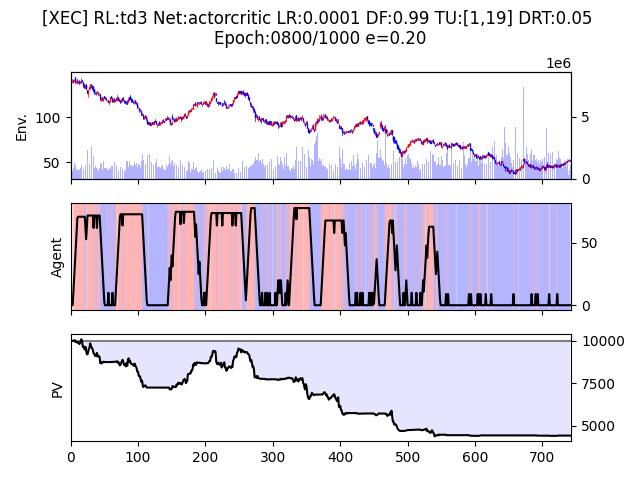 [XEC] RL:td3 Net:actorcritic LR:0.0001 DF:0.99 TU:[1,19] DRT:0.05
Epoch:0800/1000 e=0.20
1e6
Env.
100
50
5
0
Agent
50
0
PV
10000
7500
5000
0 100 200 300 400 500 600 700